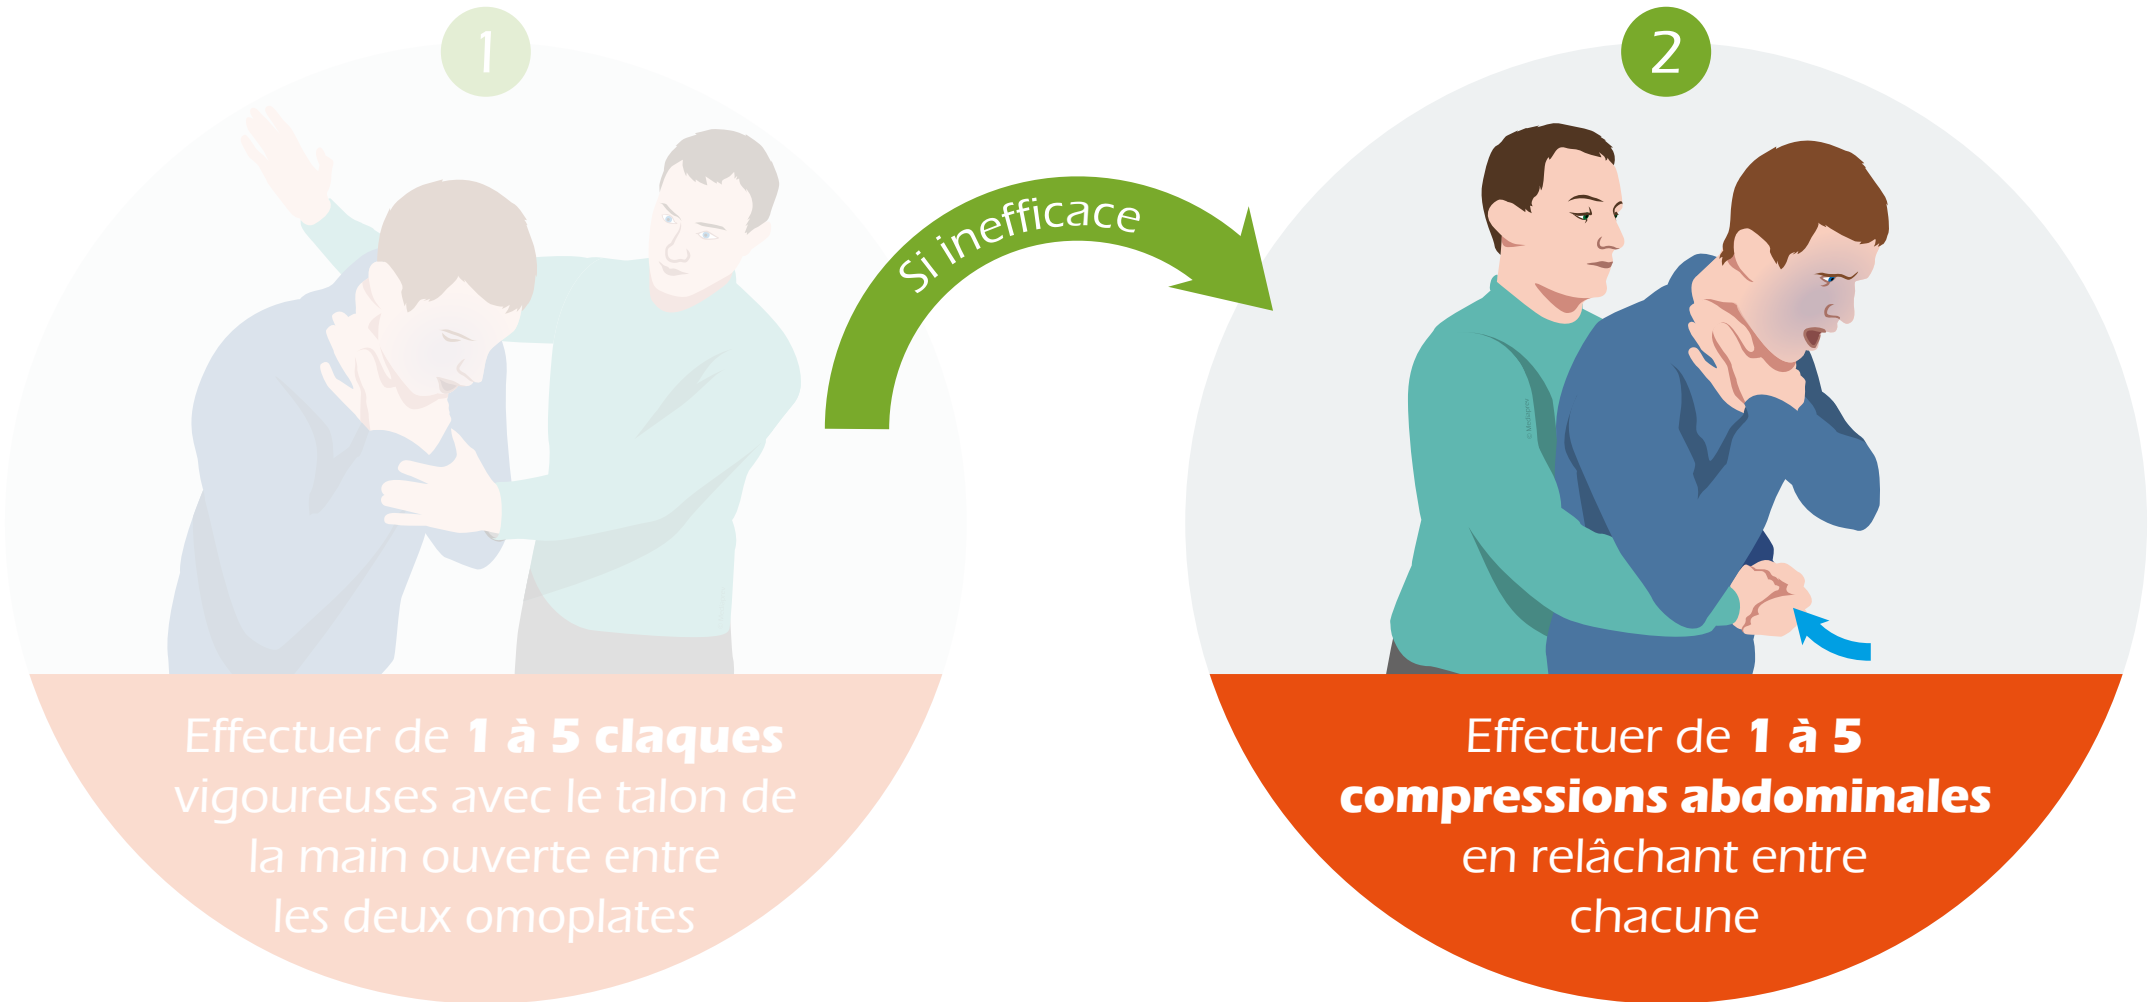 1
Effectuer de 1 à 5 claques
vigoureuses avec le talon de
la main ouverte entre
les deux omoplates
Si inefficace
2
Effectuer de 1 à 5
compressions abdominales
en relâchant entre
chacune